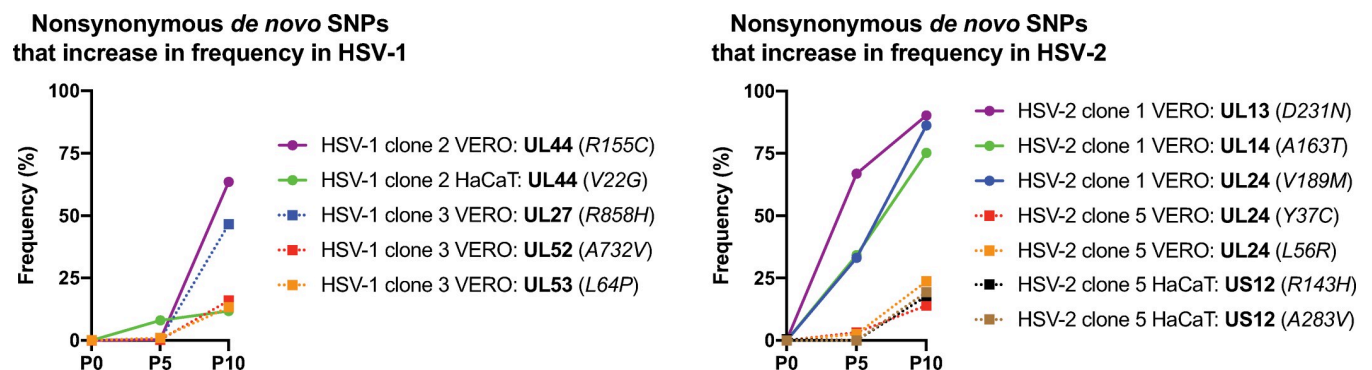 Nonsynonymous de novo SNPs
that increase in frequency in HSV-1
Frequency (%)
100
75
50
25
0
P0
P5
P10
HSV-1 clone 2 VERO: UL44 (R155C)
HSV-1 clone 2 HaCaT: UL44 (V22G)
HSV-1 clone 3 VERO: UL27 (R858H)
HSV-1 clone 3 VERO: UL52 (A732V)
HSV-1 clone 3 VERO: UL53 (L64P)
Nonsynonymous de novo SNPs
that increase in frequency in HSV-2
Frequency (%)
100
75
50
25
0
P0
P5
P10
HSV-2 clone 1 VERO: UL13 (D231N)
HSV-2 clone 1 VERO: UL14 (A163T)
HSV-2 clone 1 VERO: UL24 (V189M)
HSV-2 clone 5 VERO: UL24 (Y37C)
HSV-2 clone 5 VERO: UL24 (L56R)
HSV-2 clone 5 HaCaT: US12 (R143H)
HSV-2 clone 5 HaCaT: US12 (A283V)